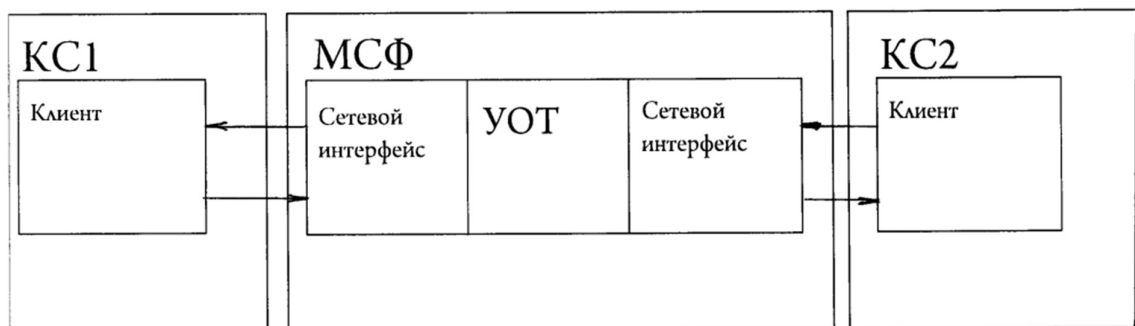 КС1
Клиент
МСФ
Сетевой
интерфейс
УОТ
Сетевой
интерфейс
КС2
Клиент